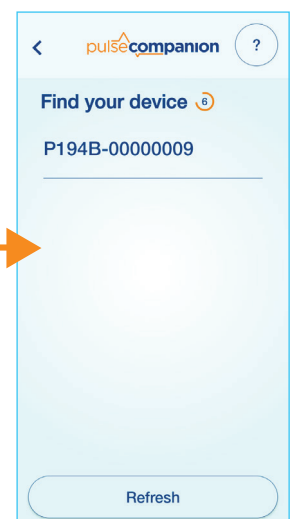 <
pulsecompanion
?
Find your device 6
P194B-00000009
Refresh